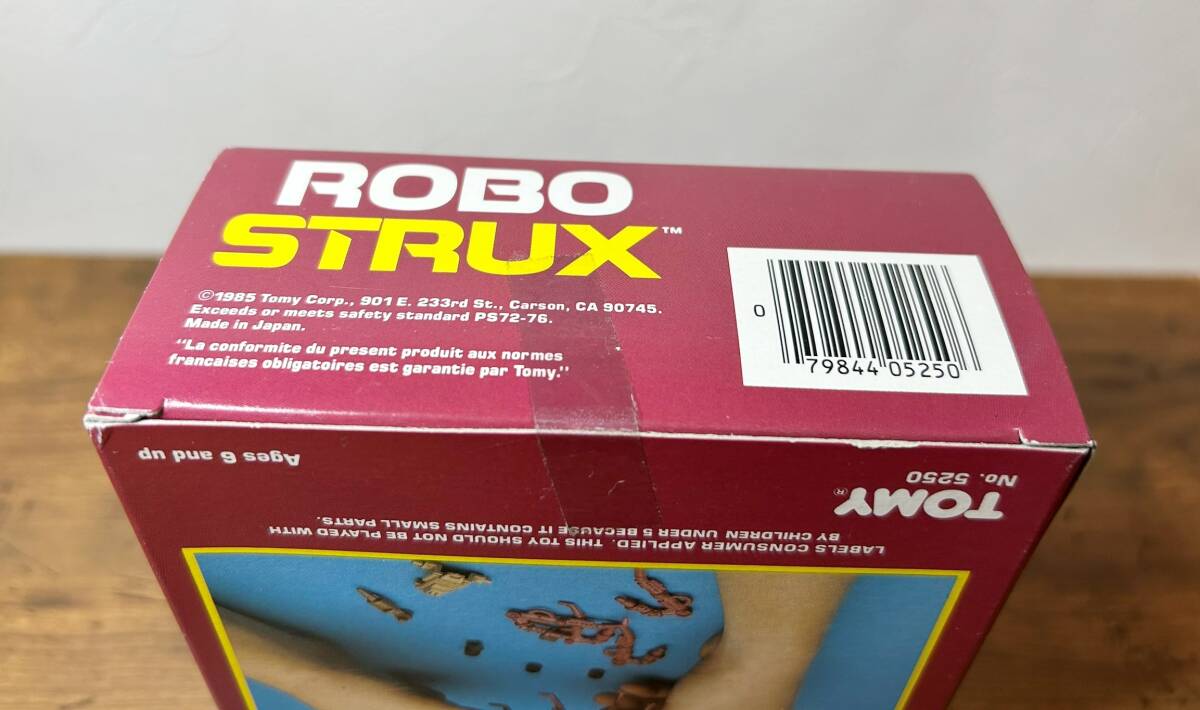 ROBO
STRUX™
©1985 Tomy Corp., 901 E. 233rd St., Carson, CA 90745.
Exceeds or meets safety standard PS72-76.
Made in Japan.
"La conformite du present produit aux normes
francaises obligatoires est garantie par Tomy."
0
79844 05250
Ages 6 and up
TOMY®
No. 5250
LABELS CONSUMER APPLIED. THIS TOY SHOULD NOT BE PLAYED WITH
BY CHILDREN UNDER 5 BECAUSE IT CONTAINS SMALL PARTS.